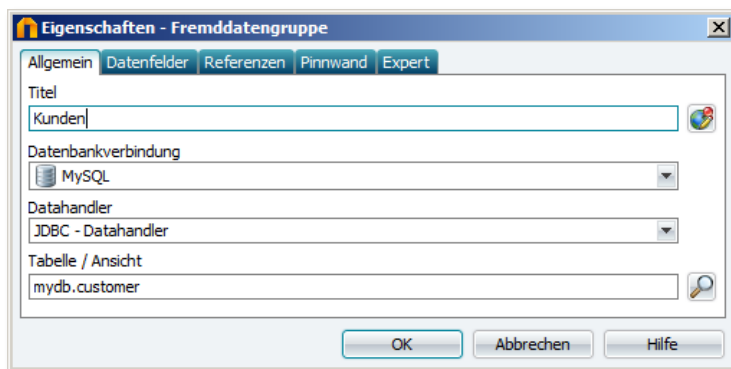 Eigenschaften - Fremddatengruppe
Allgemein Datenfelder Referenzen Pinnwand Expert
Titel
Kunden
Datenbankverbindung
MySQL
Datahandler
JDBC - Datahandler
Tabelle / Ansicht
mydb.customer
OK Abbrechen Hilfe